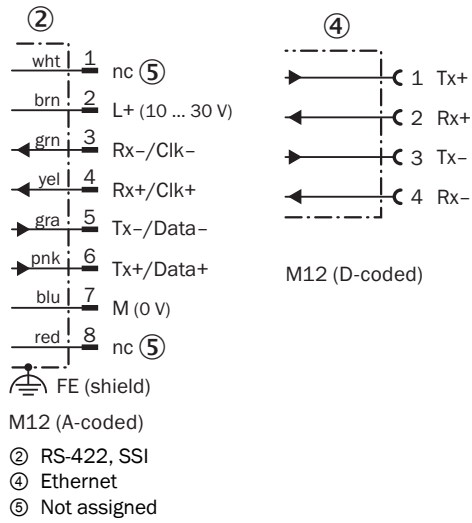 ②
wht 1 nc ⑤
brn 2 L+ (10 ... 30 V)
grn 3 Rx–/Clk–
yel 4 Rx+/Clk+
gra 5 Tx–/Data–
pnk 6 Tx+/Data+
blu 7 M (0 V)
red 8 nc ⑤
FE (shield)
M12 (A-coded)
④
1 Tx+
2 Rx+
3 Tx–
4 Rx–
M12 (D-coded)
② RS-422, SSI
④ Ethernet
⑤ Not assigned